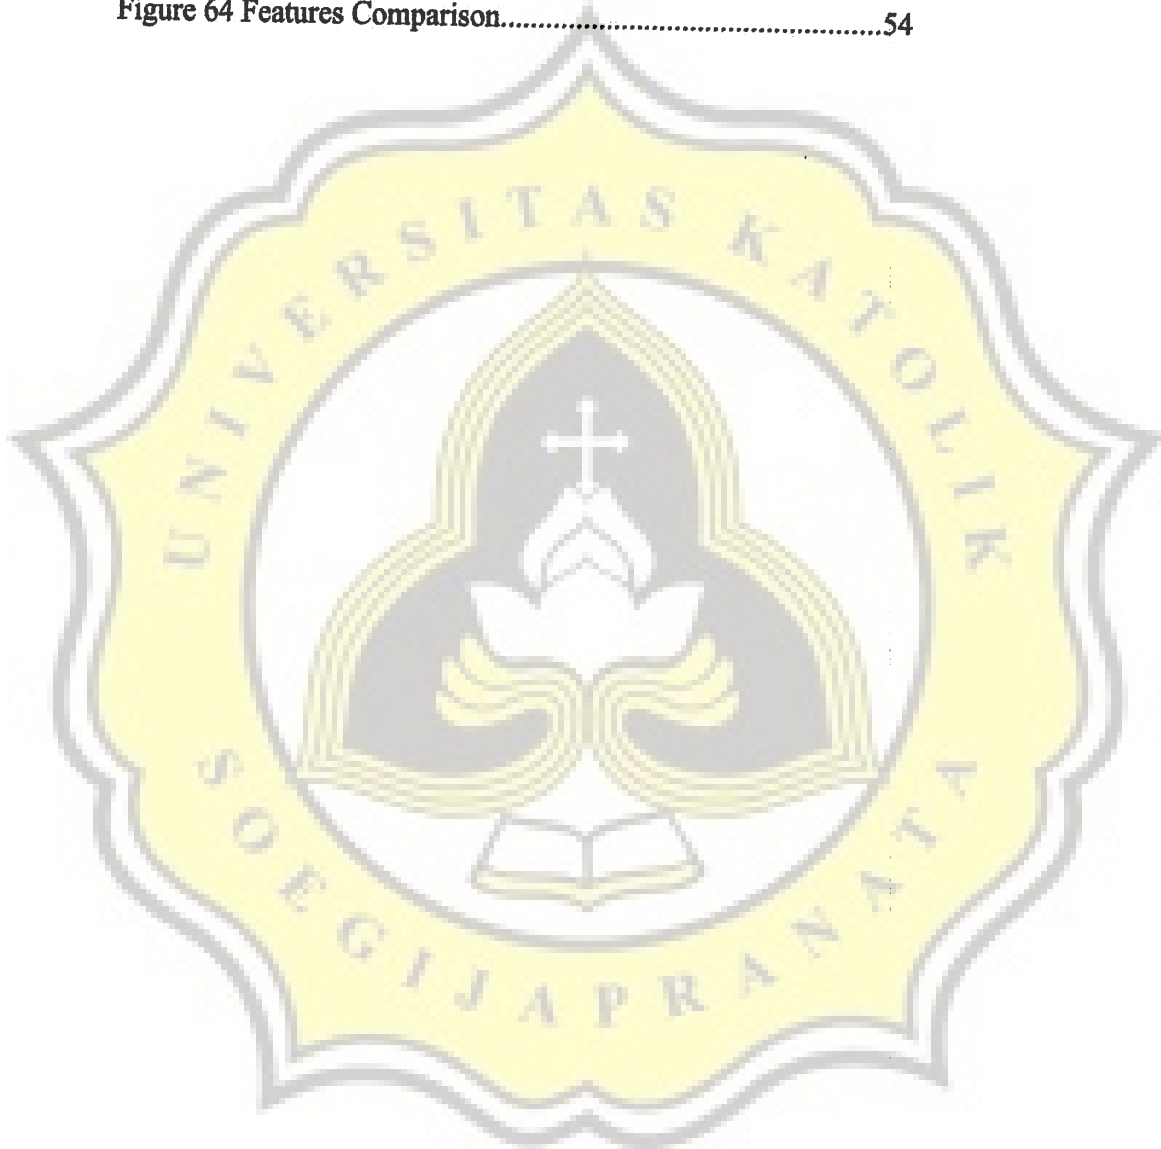 Figure 64 Features Comparison..............................................54
UNIVERSITAS KATOLIK
SOEGIJAPRANATA